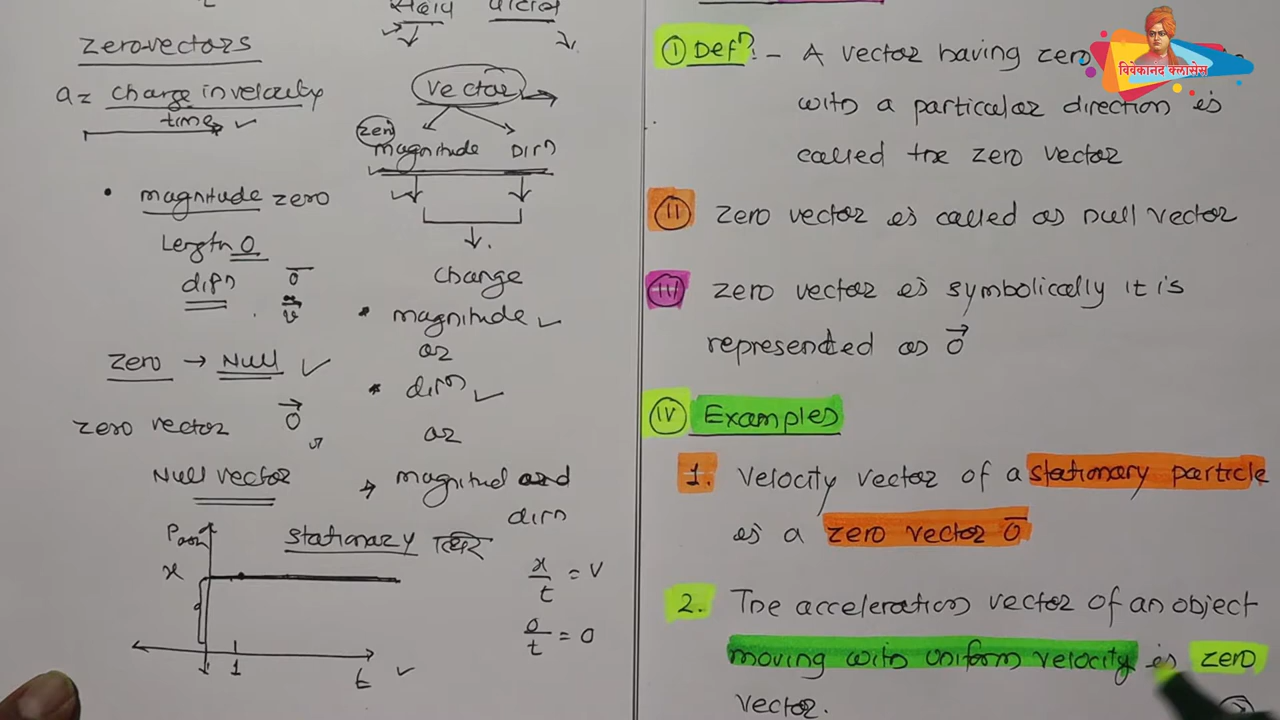 zero vectors
a = change in velocity
time
magnitude zero
Length 0
dirn
0
zero → Null
zero vector 0
Null vector
Posn
x
1
t
stationary स्थिर
vector
zero
magnitude Dirn
change
magnitude
or
dirn
or
magnitud and
dirn
x/t = v
0/t = 0
I Defn :- A vector having zero
with a particular direction is
called the zero vector
II zero vector is called as null vector
III zero vector is symbolically it is
represented as 0
IV Examples
1. Velocity vector of a stationary particle
is a zero vector 0
2. The acceleration vector of an object
moving with uniform velocity is zero
vector.
विवेकानंद क्लासेस